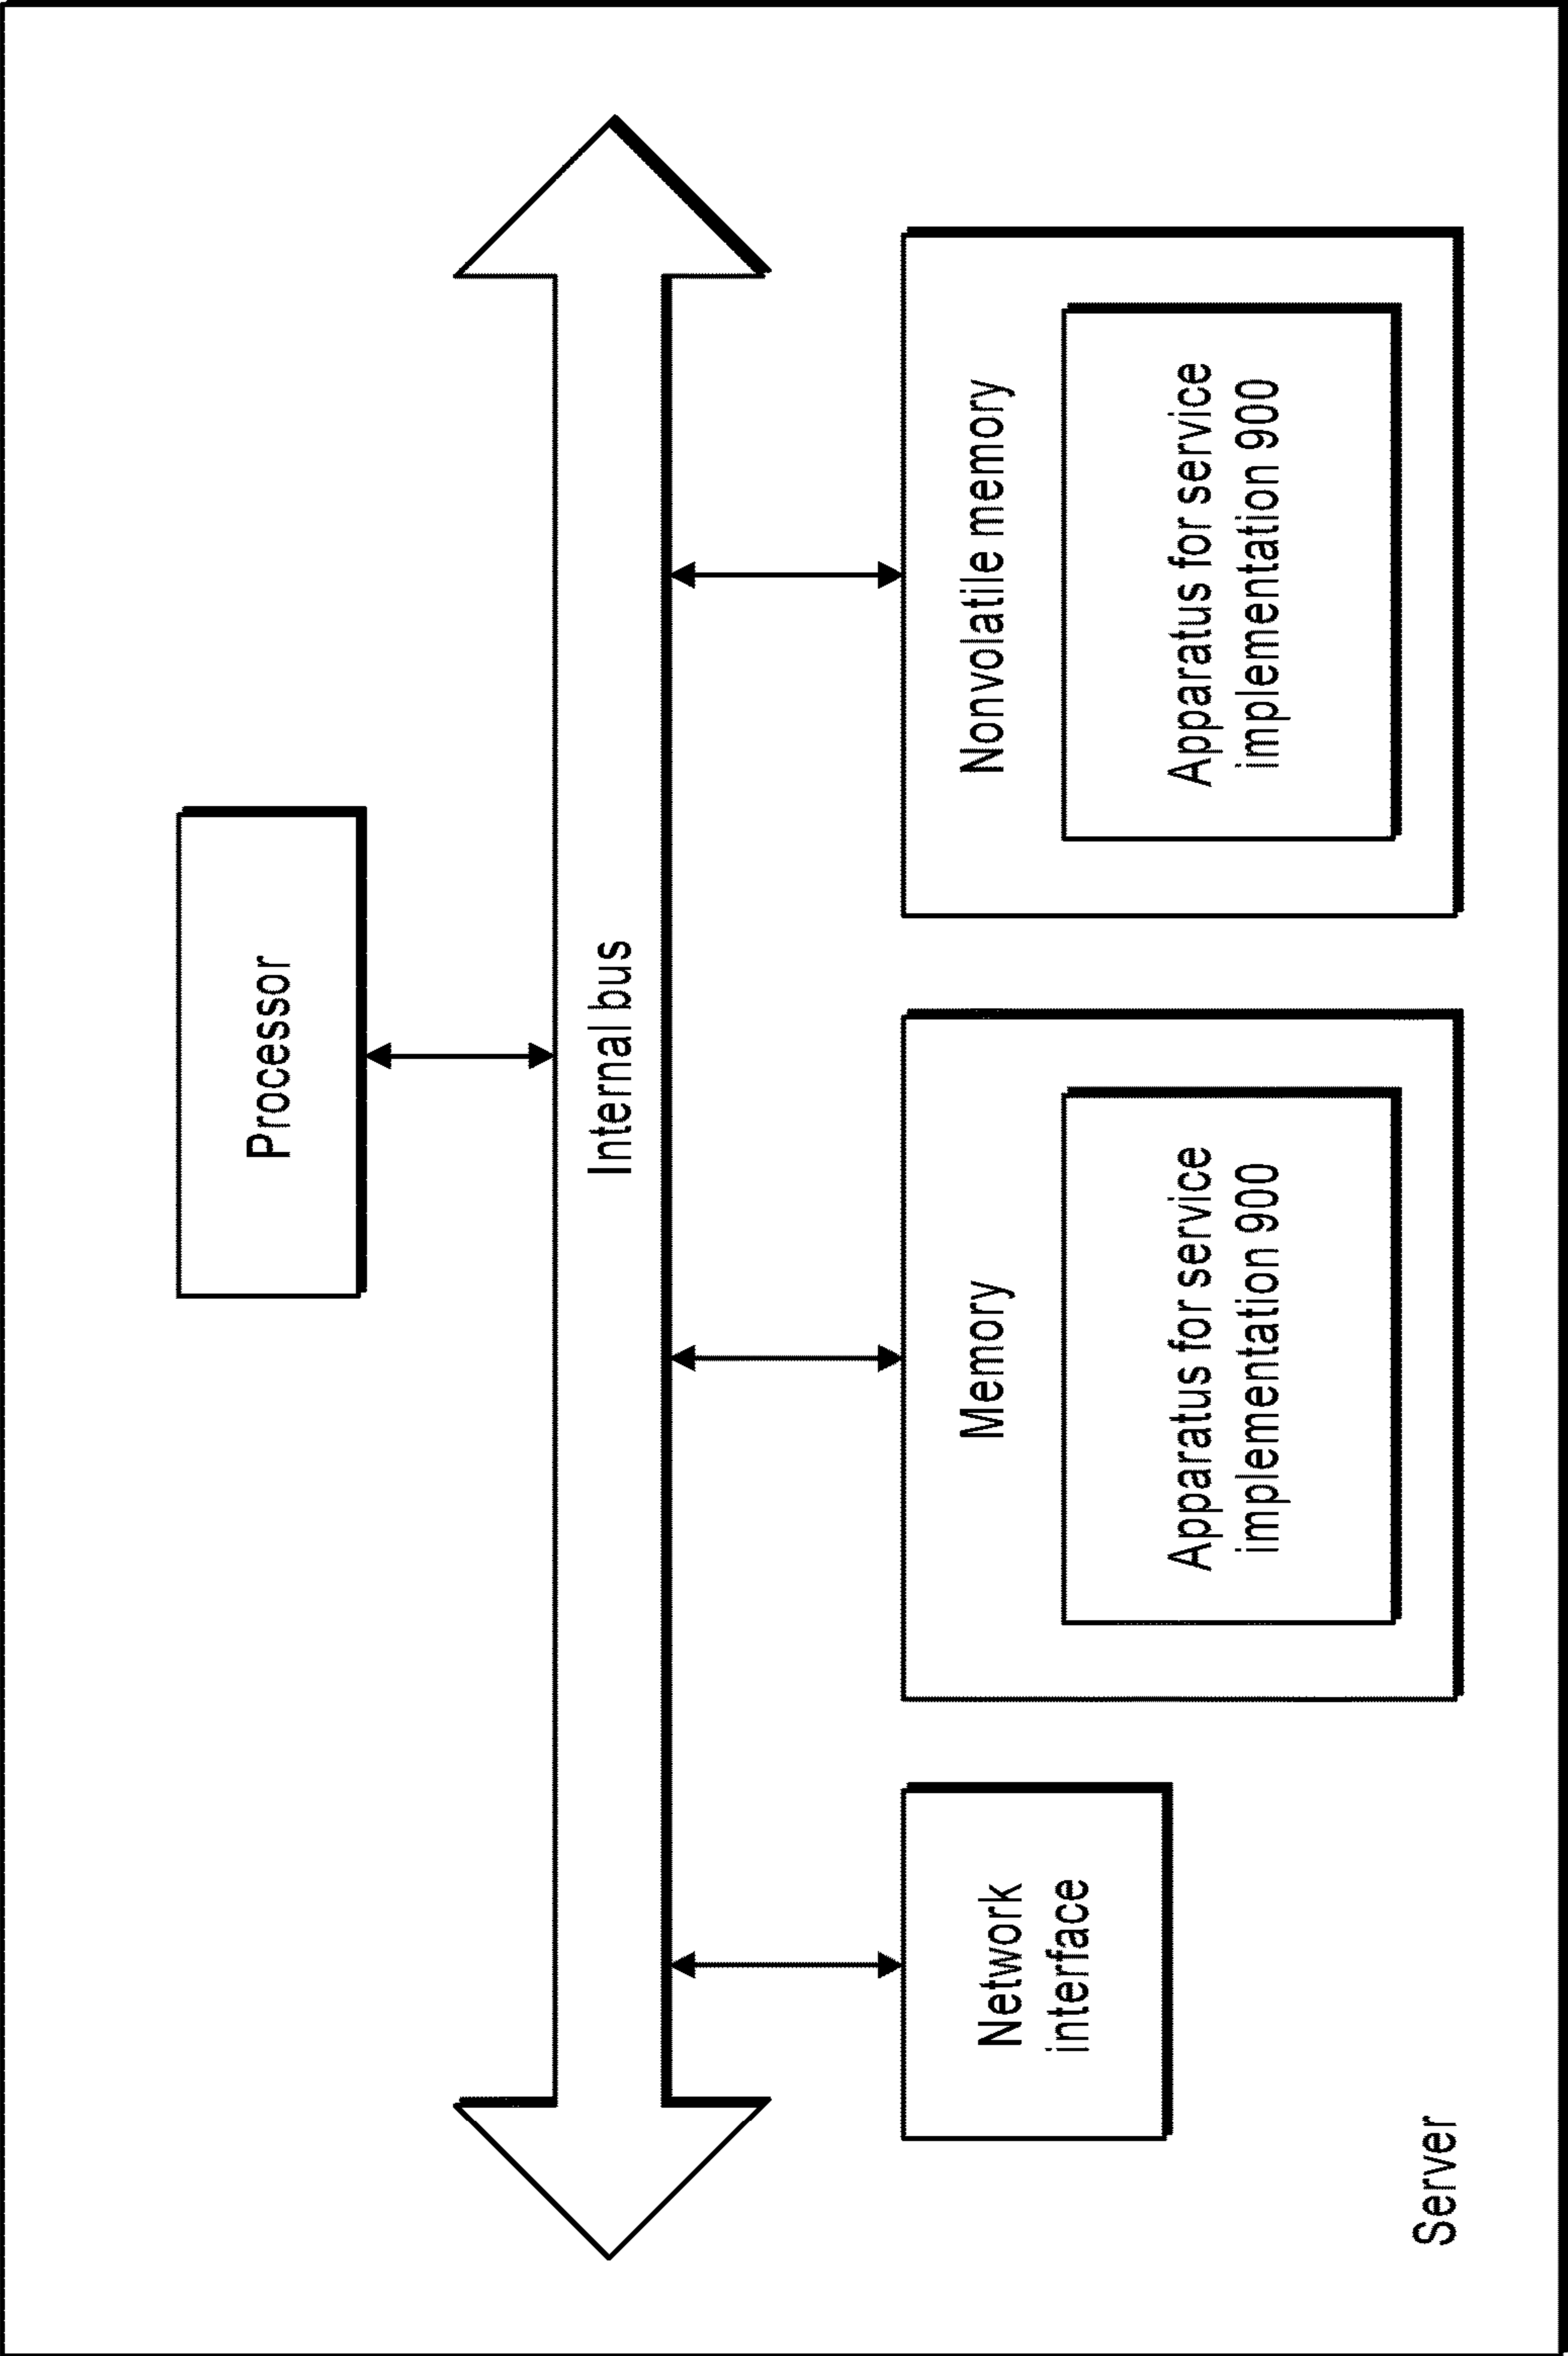 Processor
Internal bus
Network
interface
Memory
Apparatus for service
implementation 900
Nonvolatile memory
Apparatus for service
implementation 900
Server